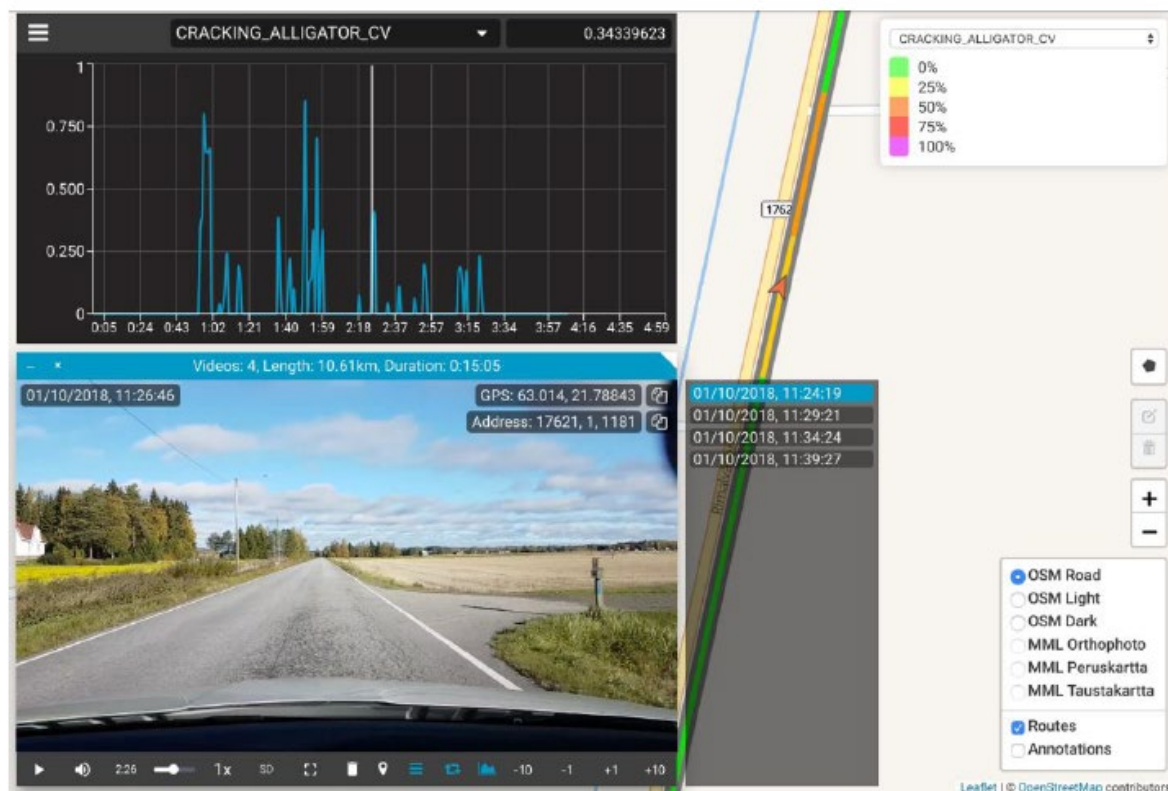 CRACKING_ALLIGATOR_CV
0.34339623
1
0.750
0.500
0.250
0
0:05 0:24 0:43 1:02 1:21 1:40 1:59 2:18 2:37 2:57 3:15 3:34 3:57 4:16 4:35 4:59
Videos: 4, Length: 10.61km, Duration: 0:15:05
01/10/2018, 11:26:46
GPS: 63.014, 21.78843
Address: 17621, 1, 1181
2:26
1x
SD
-10
-1
+1
+10
01/10/2018, 11:24:19
01/10/2018, 11:29:21
01/10/2018, 11:34:24
01/10/2018, 11:39:27
1762
CRACKING_ALLIGATOR_CV
0%
25%
50%
75%
100%
+
−
OSM Road
OSM Light
OSM Dark
MML Orthophoto
MML Peruskartta
MML Taustakartta
Routes
Annotations
Leaflet | © OpenStreetMap contributors